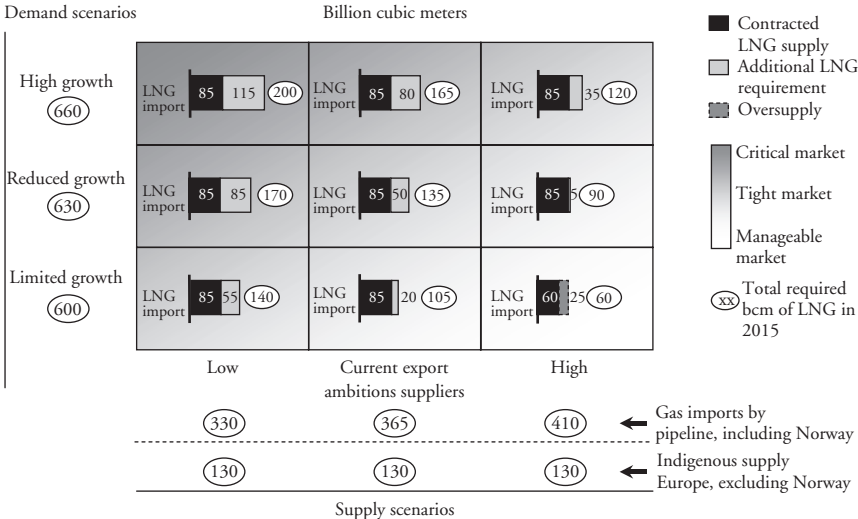 Demand scenarios
Billion cubic meters
High growth
660
LNG import 85 115 200
LNG import 85 80 165
LNG import 85 35 120
Reduced growth
630
LNG import 85 85 170
LNG import 85 50 135
LNG import 85 5 90
Limited growth
600
LNG import 85 55 140
LNG import 85 20 105
LNG import 60 25 60
Low
Current export
ambitions suppliers
High
330 365 410
Gas imports by
pipeline, including Norway
130 130 130
Indigenous supply
Europe, excluding Norway
Supply scenarios
Contracted
LNG supply
Additional LNG
requirement
Oversupply
Critical market
Tight market
Manageable
market
xx
Total required
bcm of LNG in
2015